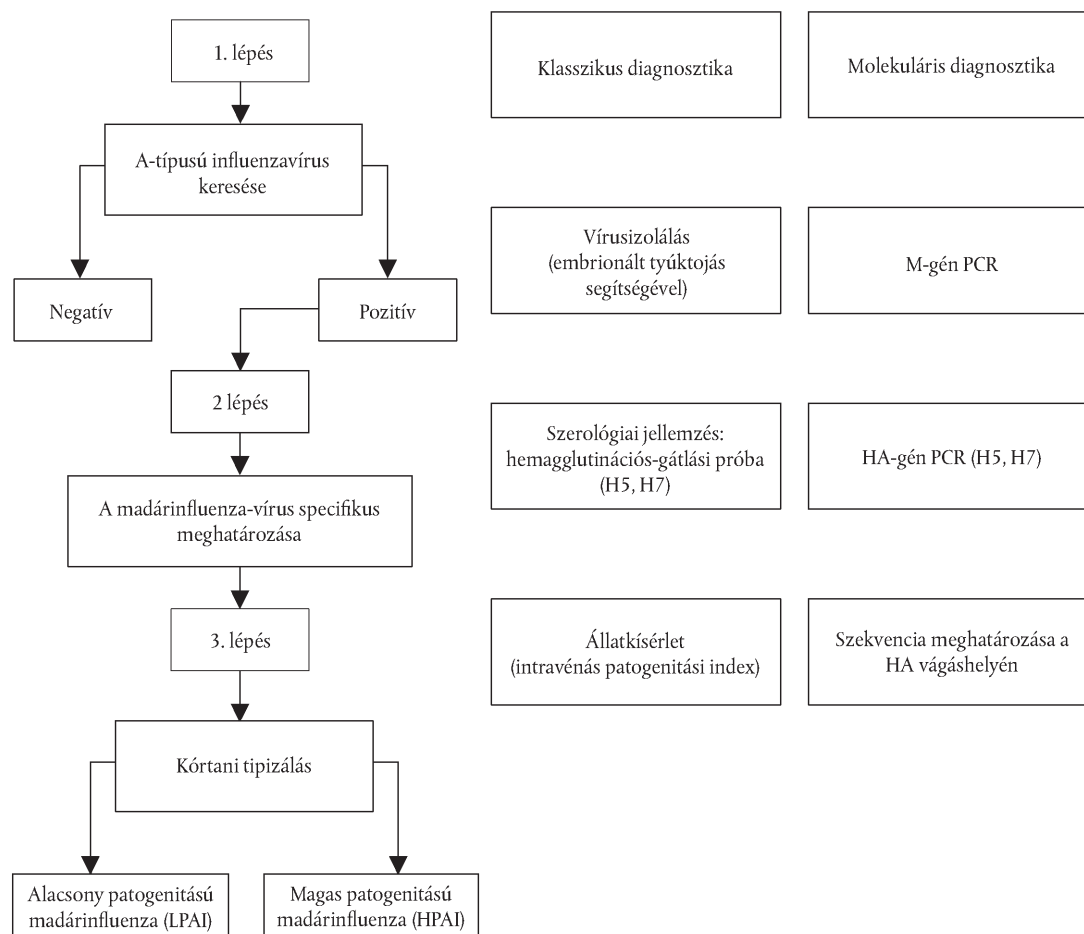 1. lépés
Klasszikus diagnosztika
Molekuláris diagnosztika
A-típusú influenzavírus
keresése
Vírusizolálás
(embrionált tyúktojás
segítségével)
M-gén PCR
Negatív
Pozitív
2 lépés
Szerológiai jellemzés:
hemagglutinációs-gátlási próba
(H5, H7)
HA-gén PCR (H5, H7)
A madárinfluenza-vírus specifikus
meghatározása
3. lépés
Állatkísérlet
(intravénás patogenitási index)
Szekvencia meghatározása a
HA vágáshelyén
Kórtani tipizálás
Alacsony patogenitású
madárinfluenza (LPAI)
Magas patogenitású
madárinfluenza (HPAI)